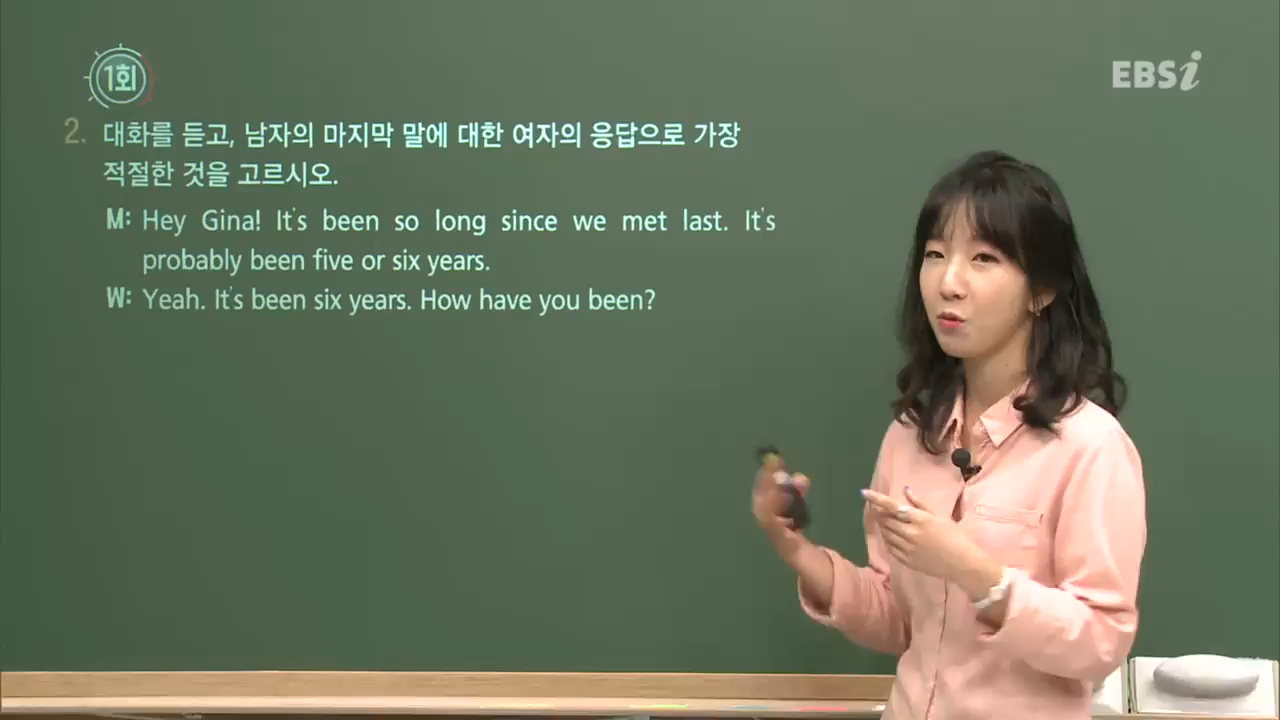 1회
EBSi
2. 대화를 듣고, 남자의 마지막 말에 대한 여자의 응답으로 가장
적절한 것을 고르시오.
M: Hey Gina! It's been so long since we met last. It's
probably been five or six years.
W: Yeah. It's been six years. How have you been?